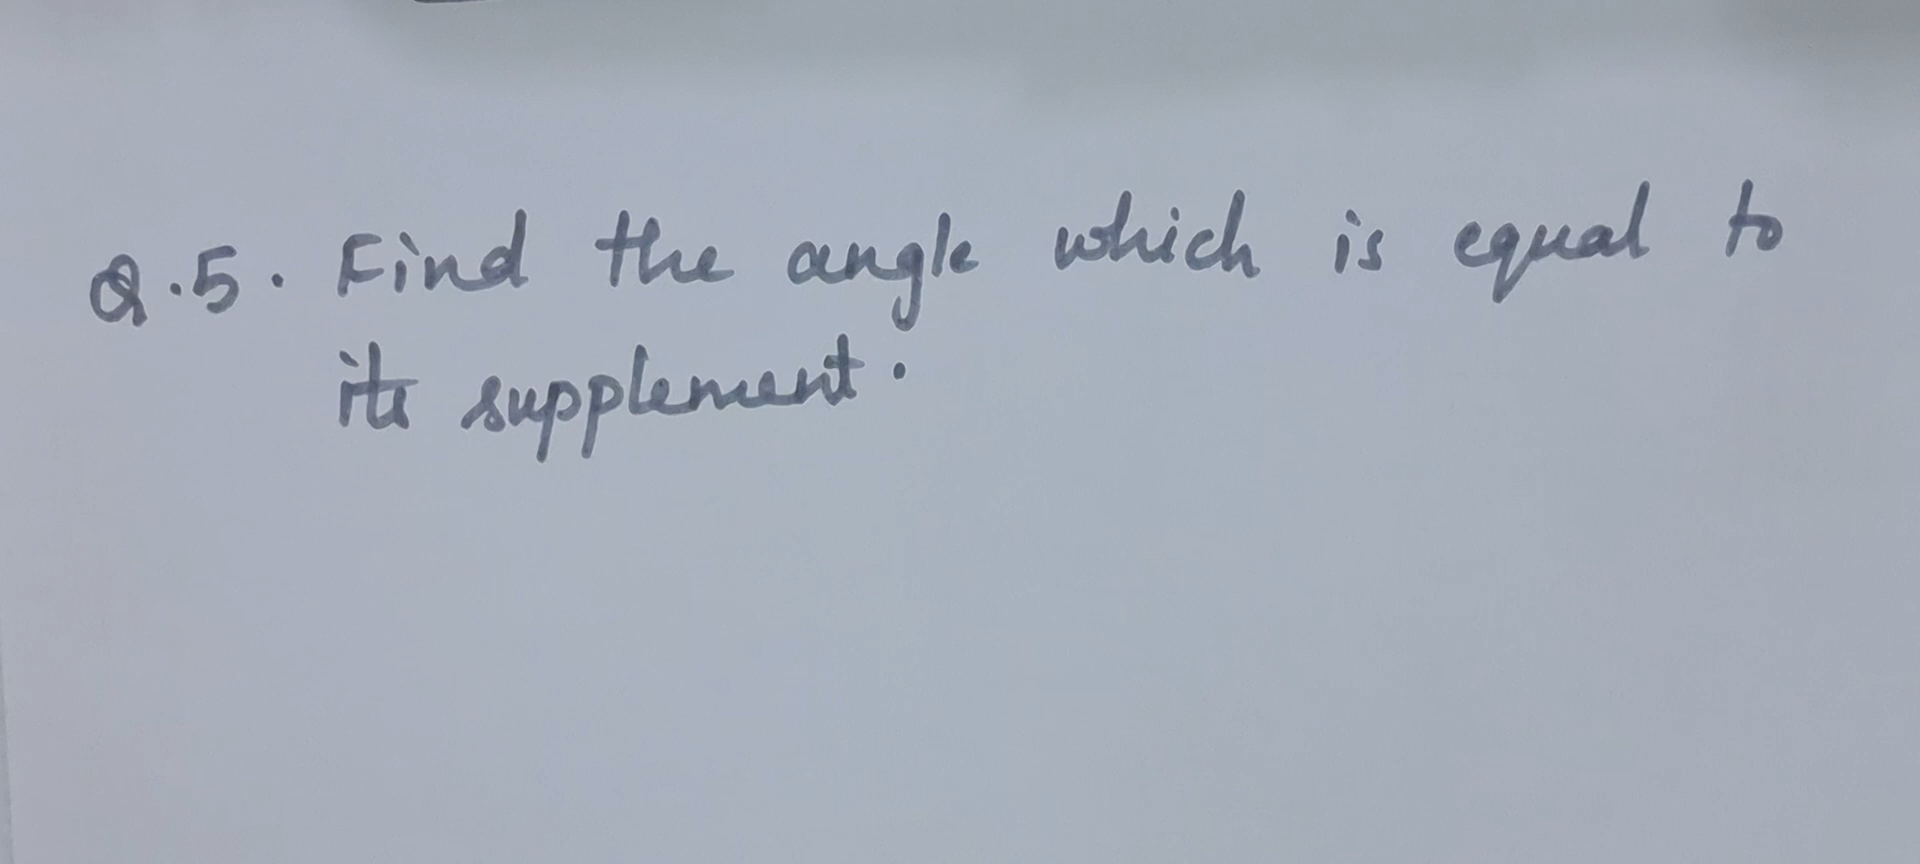 Q.5. Find the angle which is equal to
its supplement.